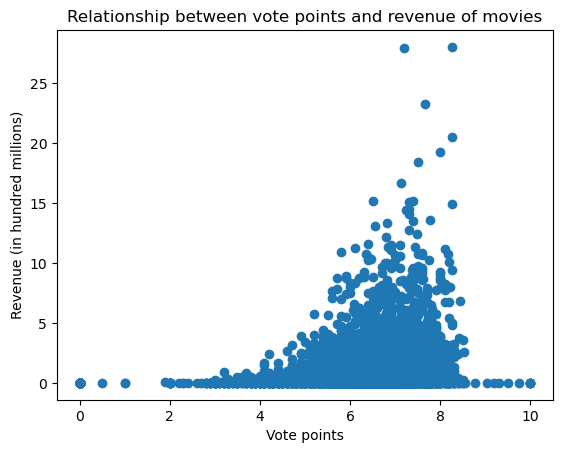 Relationship between vote points and revenue of movies
Revenue (in hundred millions)
25
20
15
10
5
0
0 2 4 6 8 10
Vote points